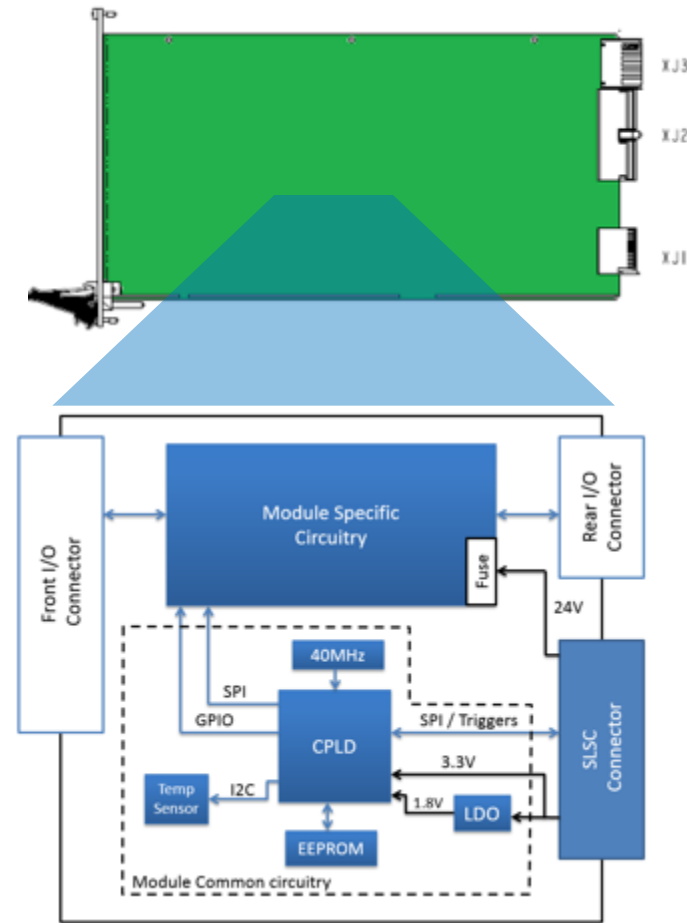 XJ3
XJ2
XJ1
Module Specific
Circuitry
Front I/O
Connector
Rear I/O
Connector
Fuse
24V
40MHz
SPI
GPIO
CPLD
SPI / Triggers
SLSC
Connector
3.3V
Temp
Sensor
I2C
1.8V
LDO
EEPROM
Module Common circuitry